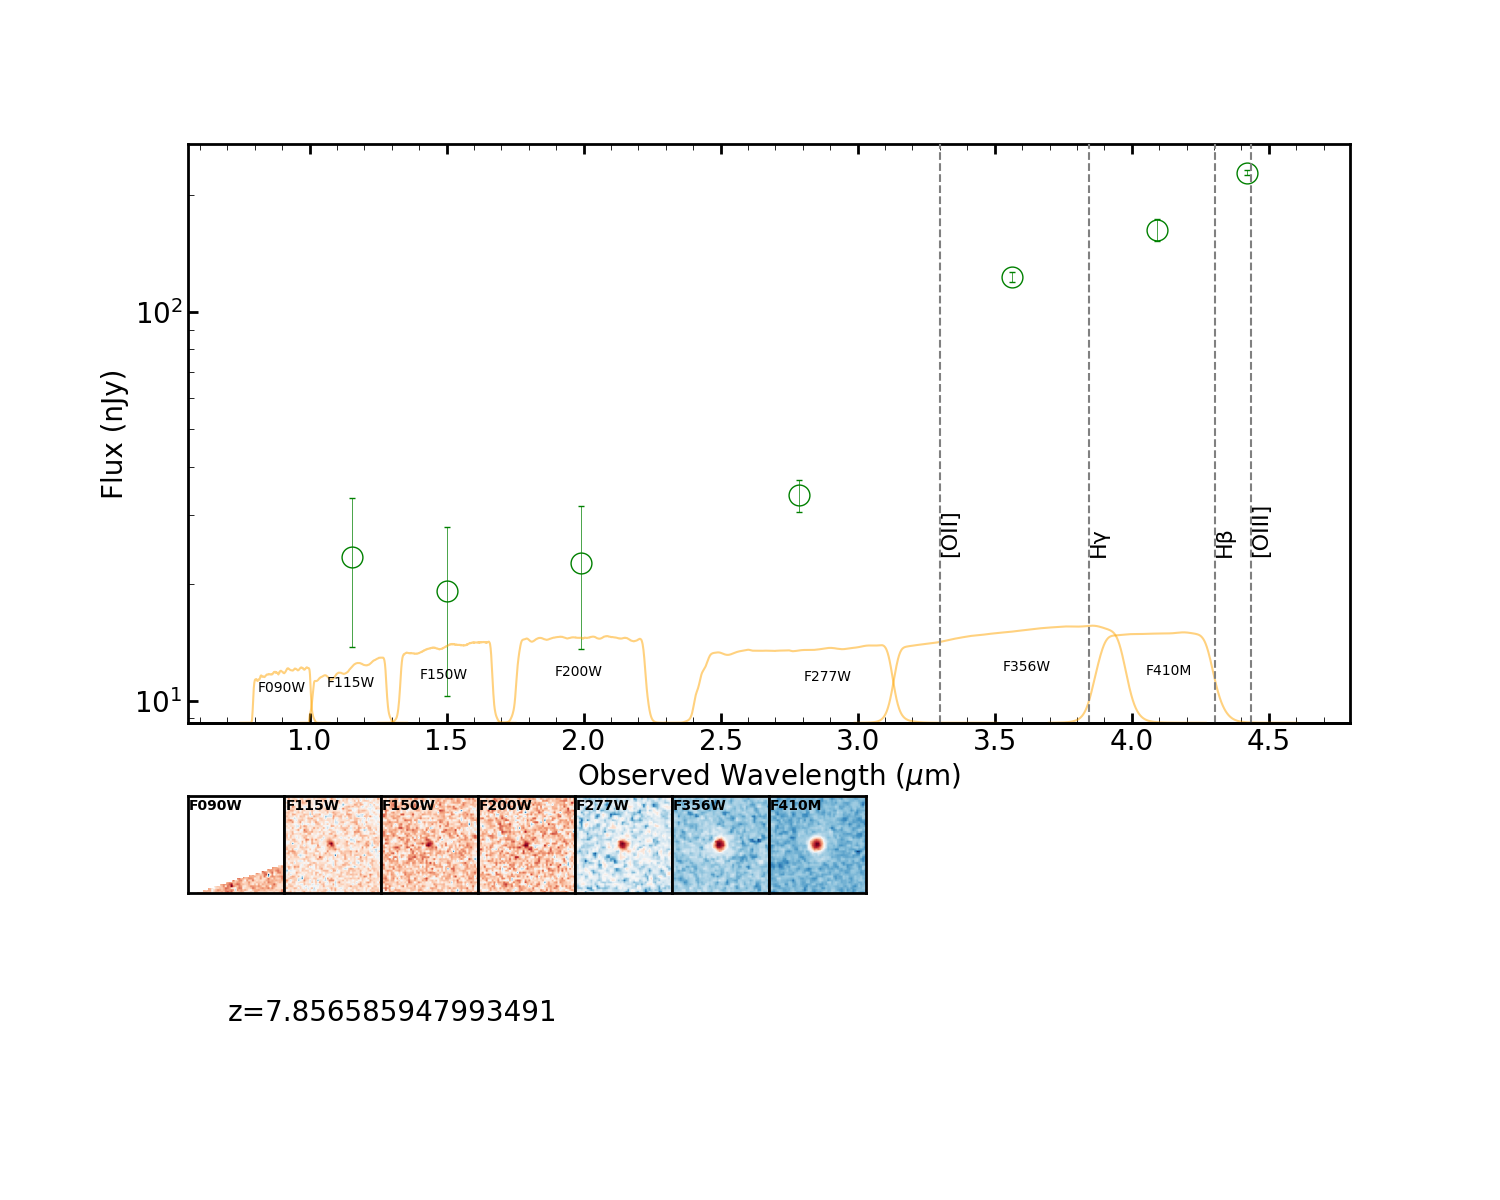 Flux (nJy)
10²
10¹
[OII]
Hγ
Hβ
[OIII]
F090W
F115W
F150W
F200W
F277W
F356W
F410M
1.0 1.5 2.0 2.5 3.0 3.5 4.0 4.5
Observed Wavelength (μm)
F090W F115W F150W F200W F277W F356W F410M
z=7.856585947993491